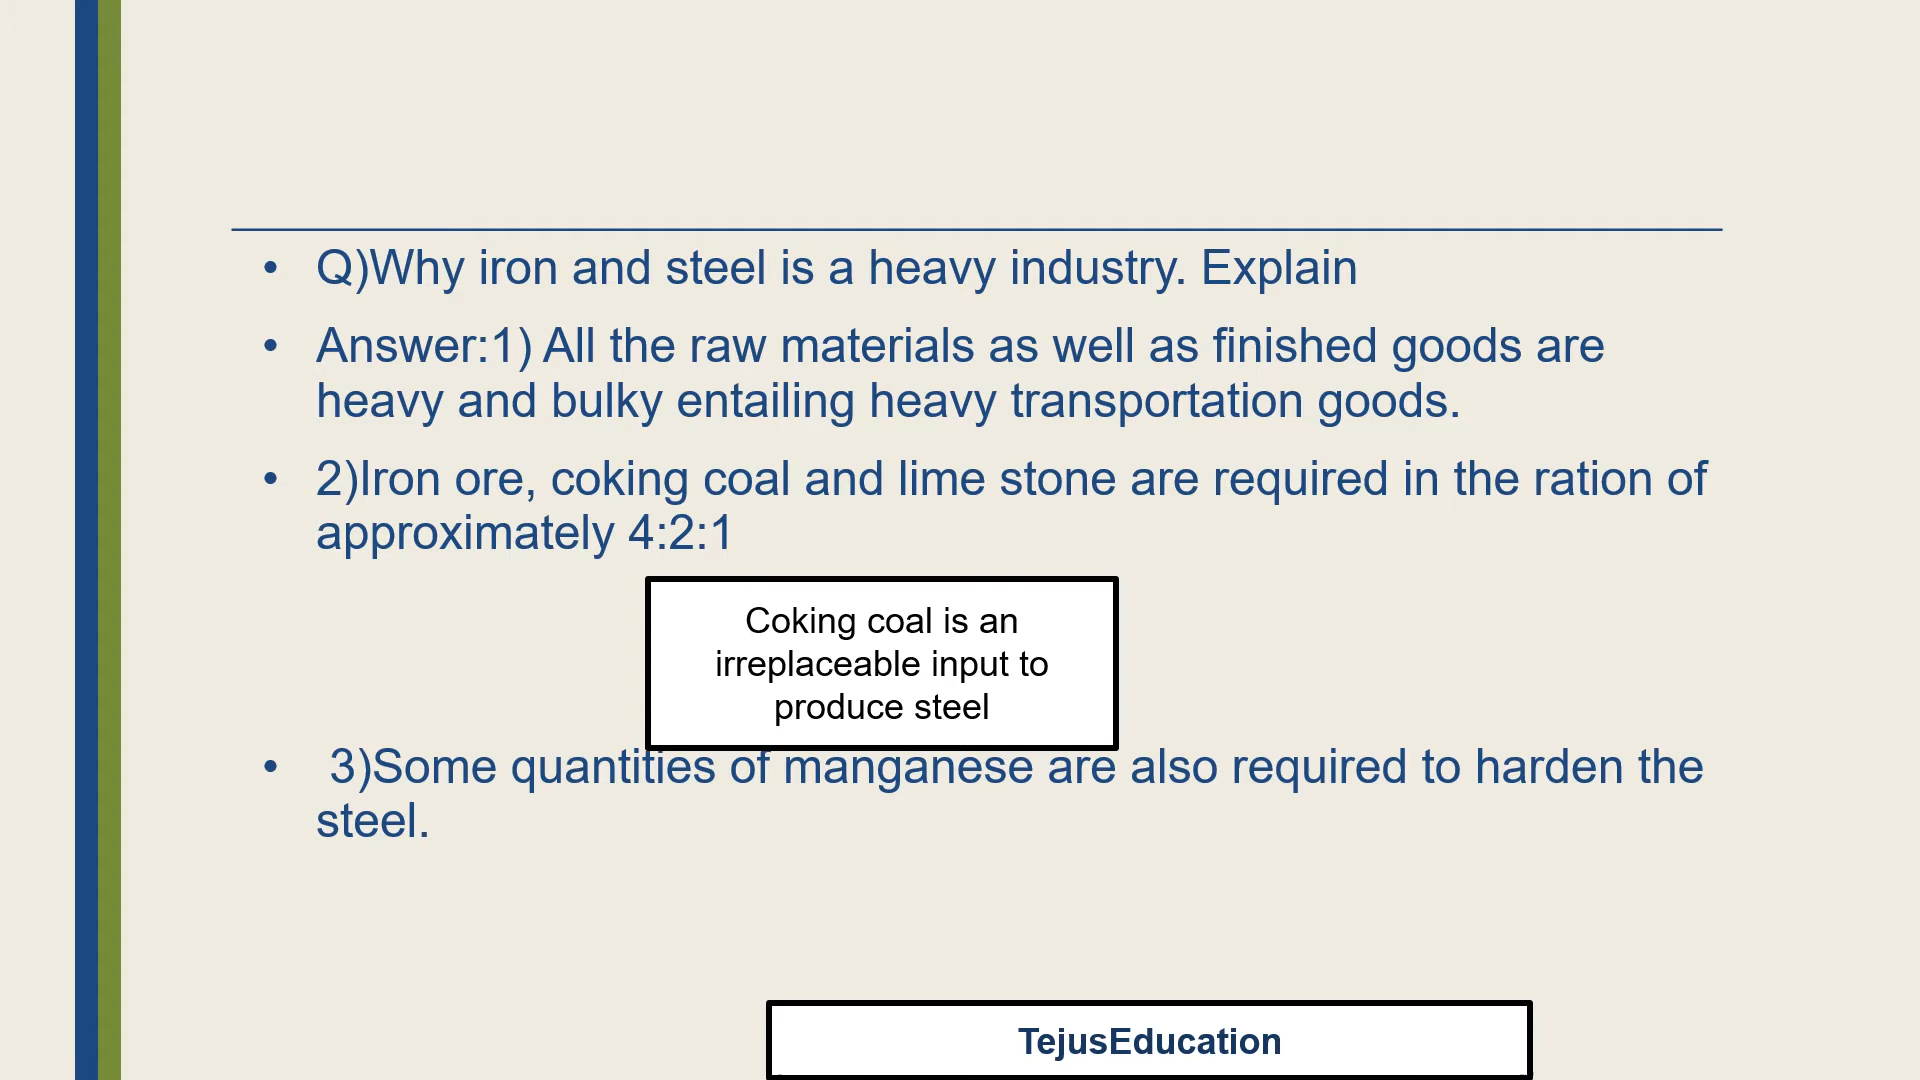 • Q)Why iron and steel is a heavy industry. Explain
• Answer:1) All the raw materials as well as finished goods are
heavy and bulky entailing heavy transportation goods.
• 2)Iron ore, coking coal and lime stone are required in the ration of
approximately 4:2:1
Coking coal is an
irreplaceable input to
produce steel
• 3)Some quantities of manganese are also required to harden the
steel.
TejusEducation